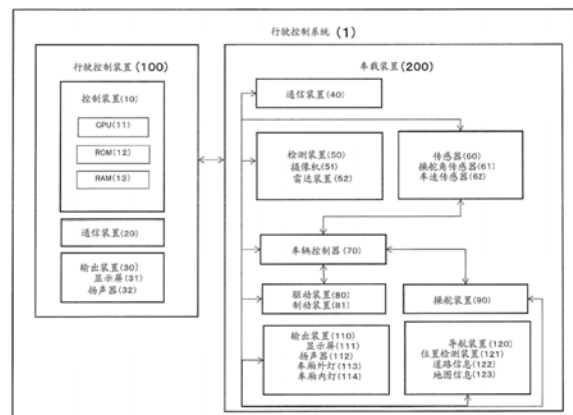 行驶控制系统 (1)
行驶控制装置(100)
控制装置(10)
CPU(11)
ROM(12)
RAM(13)
通信装置(20)
输出装置(30)
显示屏(31)
扬声器(32)
车载装置(200)
通信装置(40)
检测装置(50)
摄像机(51)
雷达装置(52)
传感器(60)
操舵角传感器(61)
车速传感器(62)
车辆控制器(70)
驱动装置(80)
制动装置(81)
操舵装置(90)
输出装置(110)
显示屏(111)
扬声器(112)
车厢外灯(113)
车厢内灯(114)
导航装置(120)
位置检测装置(121)
道路信息(122)
地图信息(123)